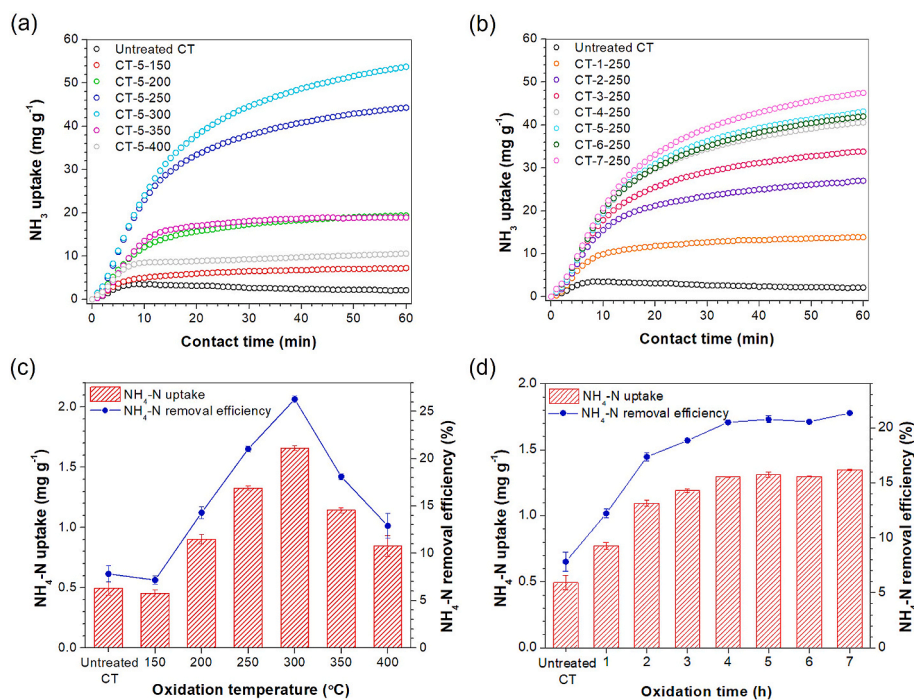 (a)
60
50
40
30
20
10
0
NH₃ uptake (mg g⁻¹)
Untreated CT
CT-5-150
CT-5-200
CT-5-250
CT-5-300
CT-5-350
CT-5-400
0 10 20 30 40 50 60
Contact time (min)
(b)
60
50
40
30
20
10
0
NH₃ uptake (mg g⁻¹)
Untreated CT
CT-1-250
CT-2-250
CT-3-250
CT-4-250
CT-5-250
CT-6-250
CT-7-250
0 10 20 30 40 50 60
Contact time (min)
(c)
NH₄-N uptake
NH₄-N removal efficiency
2.0
1.5
1.0
0.5
0.0
NH₄-N uptake (mg g⁻¹)
25
20
15
10
5
0
NH₄-N removal efficiency (%)
Untreated CT 150 200 250 300 350 400
Oxidation temperature (°C)
(d)
NH₄-N uptake
NH₄-N removal efficiency
2.0
1.5
1.0
0.5
0.0
NH₄-N uptake (mg g⁻¹)
20
15
10
5
0
NH₄-N removal efficiency (%)
Untreated CT 1 2 3 4 5 6 7
Oxidation time (h)